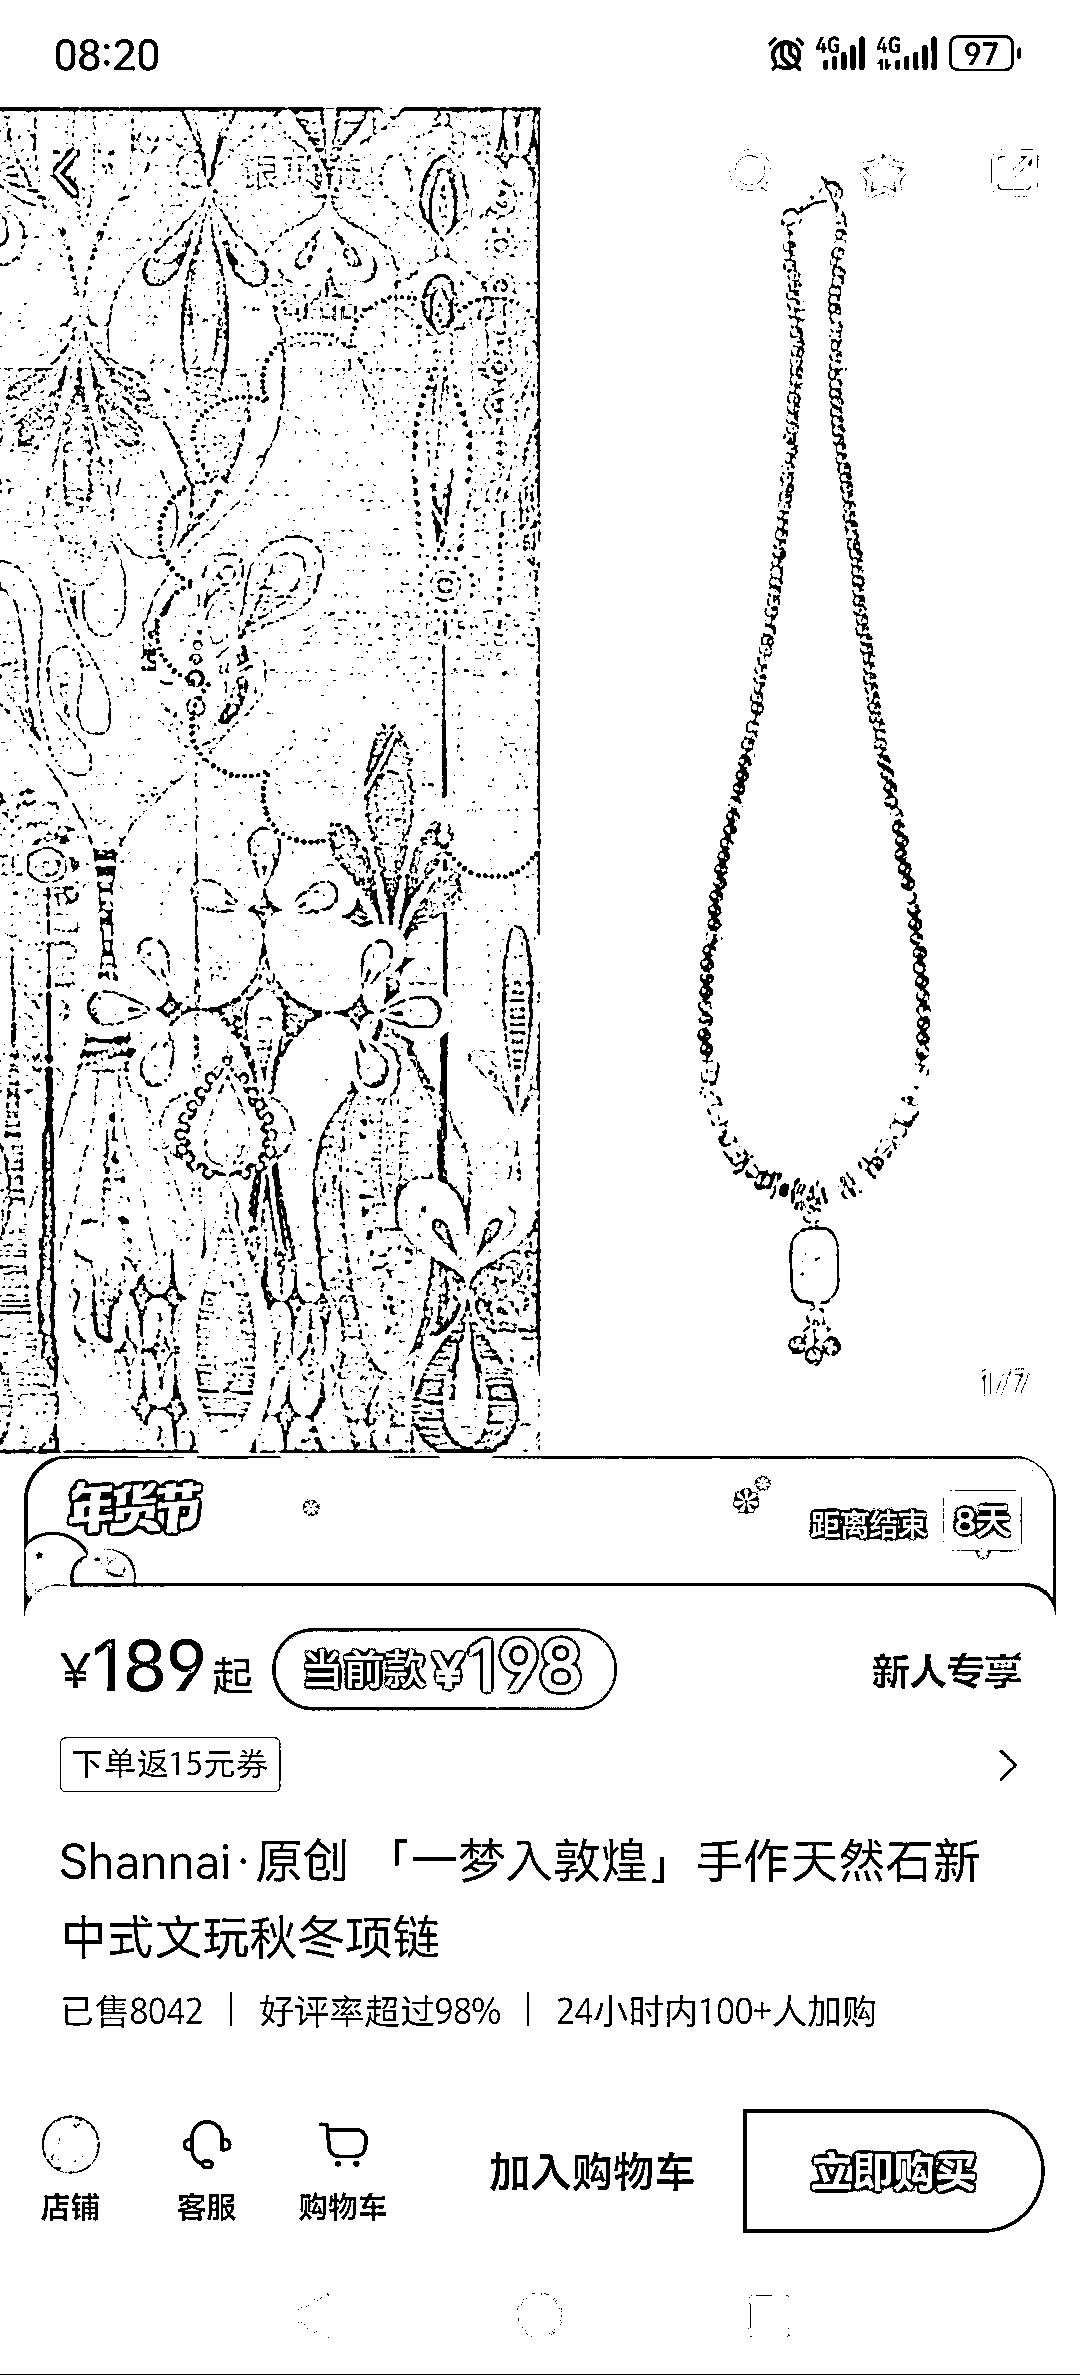 08:20
4G 4G 97
1/7
年货节
距离结束 8天
¥189起 当前款¥198 新人专享
下单返15元券
Shannai·原创 「一梦入敦煌」手作天然石新
中式文玩秋冬项链
已售8042 | 好评率超过98% | 24小时内100+人加购
店铺 客服 购物车 加入购物车 立即购买